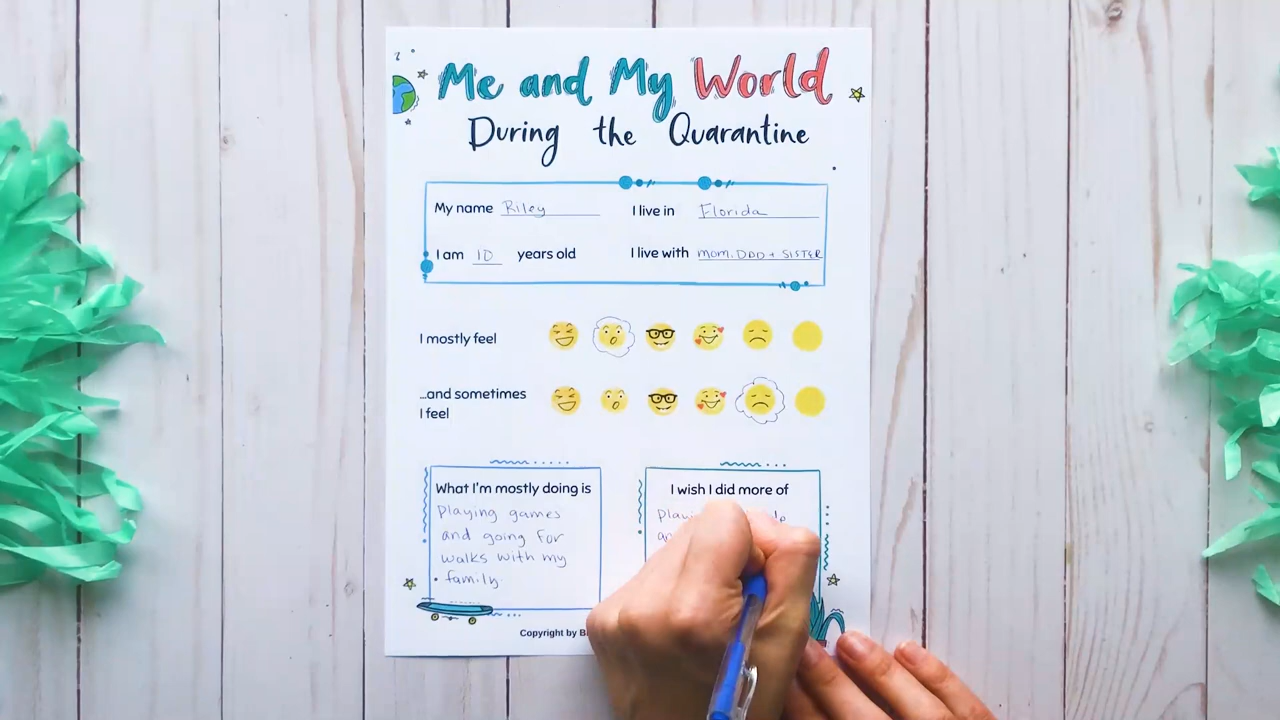 Me and My World
During the Quarantine
My name Riley I live in Florida
I am 10 years old I live with mom, DAD + SISTER
I mostly feel
...and sometimes
I feel
What I'm mostly doing is
playing games
and going for
walks with my
family
I wish I did more of
Copyright by